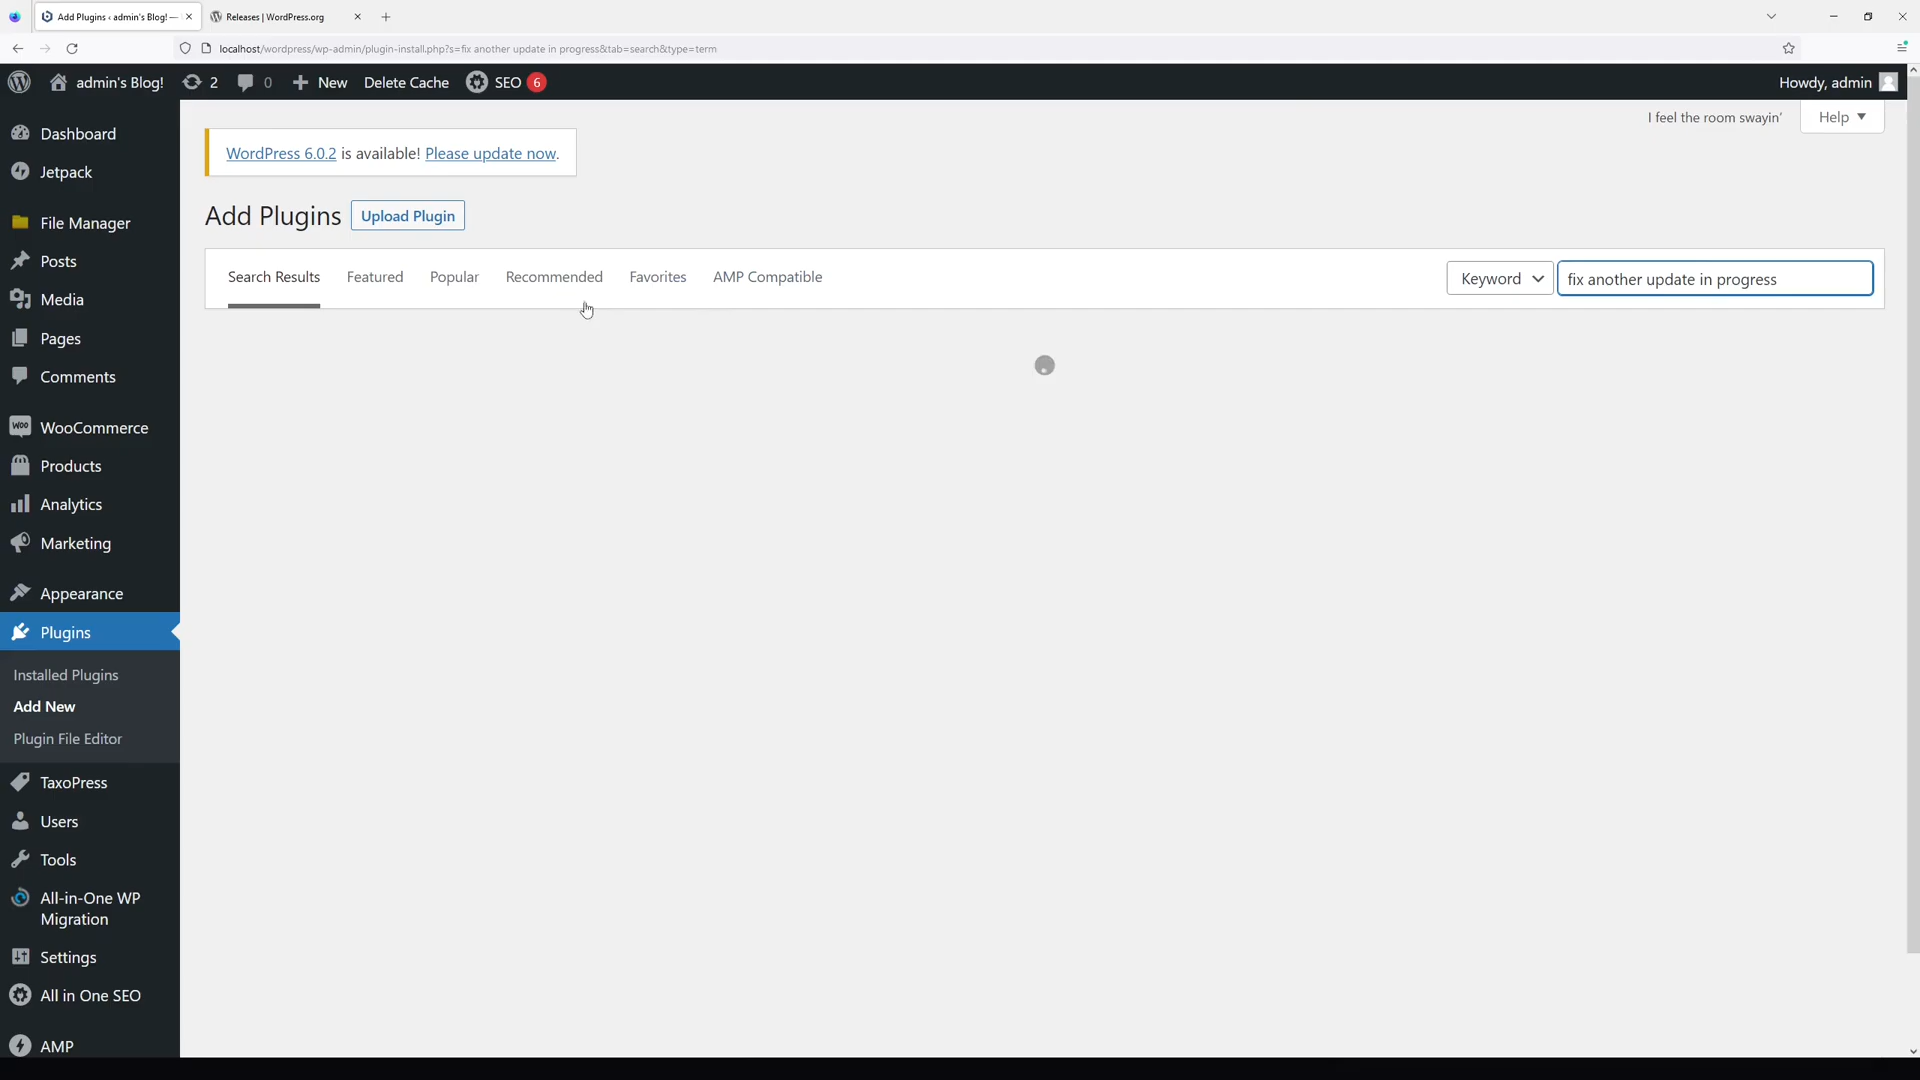 Add Plugins ‹ admin's Blog! —
Releases | WordPress.org
localhost/wordpress/wp-admin/plugin-install.php?s=fix another update in progress&tab=search&type=term
admin's Blog!
2
0
New
Delete Cache
SEO
6
Howdy, admin
I feel the room swayin'
Help
WordPress 6.0.2 is available! Please update now.
Add Plugins
Upload Plugin
Search Results
Featured
Popular
Recommended
Favorites
AMP Compatible
Keyword
fix another update in progress
Dashboard
Jetpack
File Manager
Posts
Media
Pages
Comments
WOO
WooCommerce
Products
Analytics
Marketing
Appearance
Plugins
Installed Plugins
Add New
Plugin File Editor
TaxoPress
Users
Tools
All-in-One WP
Migration
Settings
All in One SEO
AMP